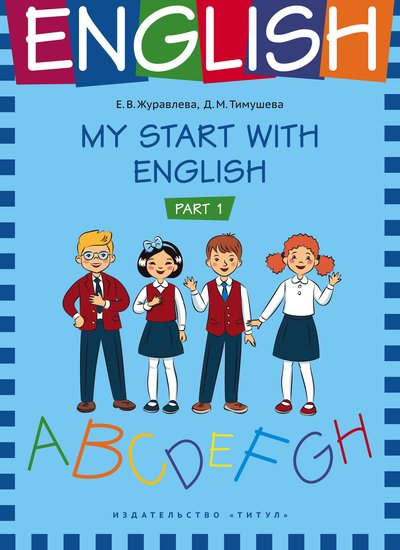 ENGLISH
Е. В. Журавлева, Д. М. Тимушева
MY START WITH
ENGLISH
PART 1
ABCDEFGH
ИЗДАТЕЛЬСТВО «ТИТУЛ»